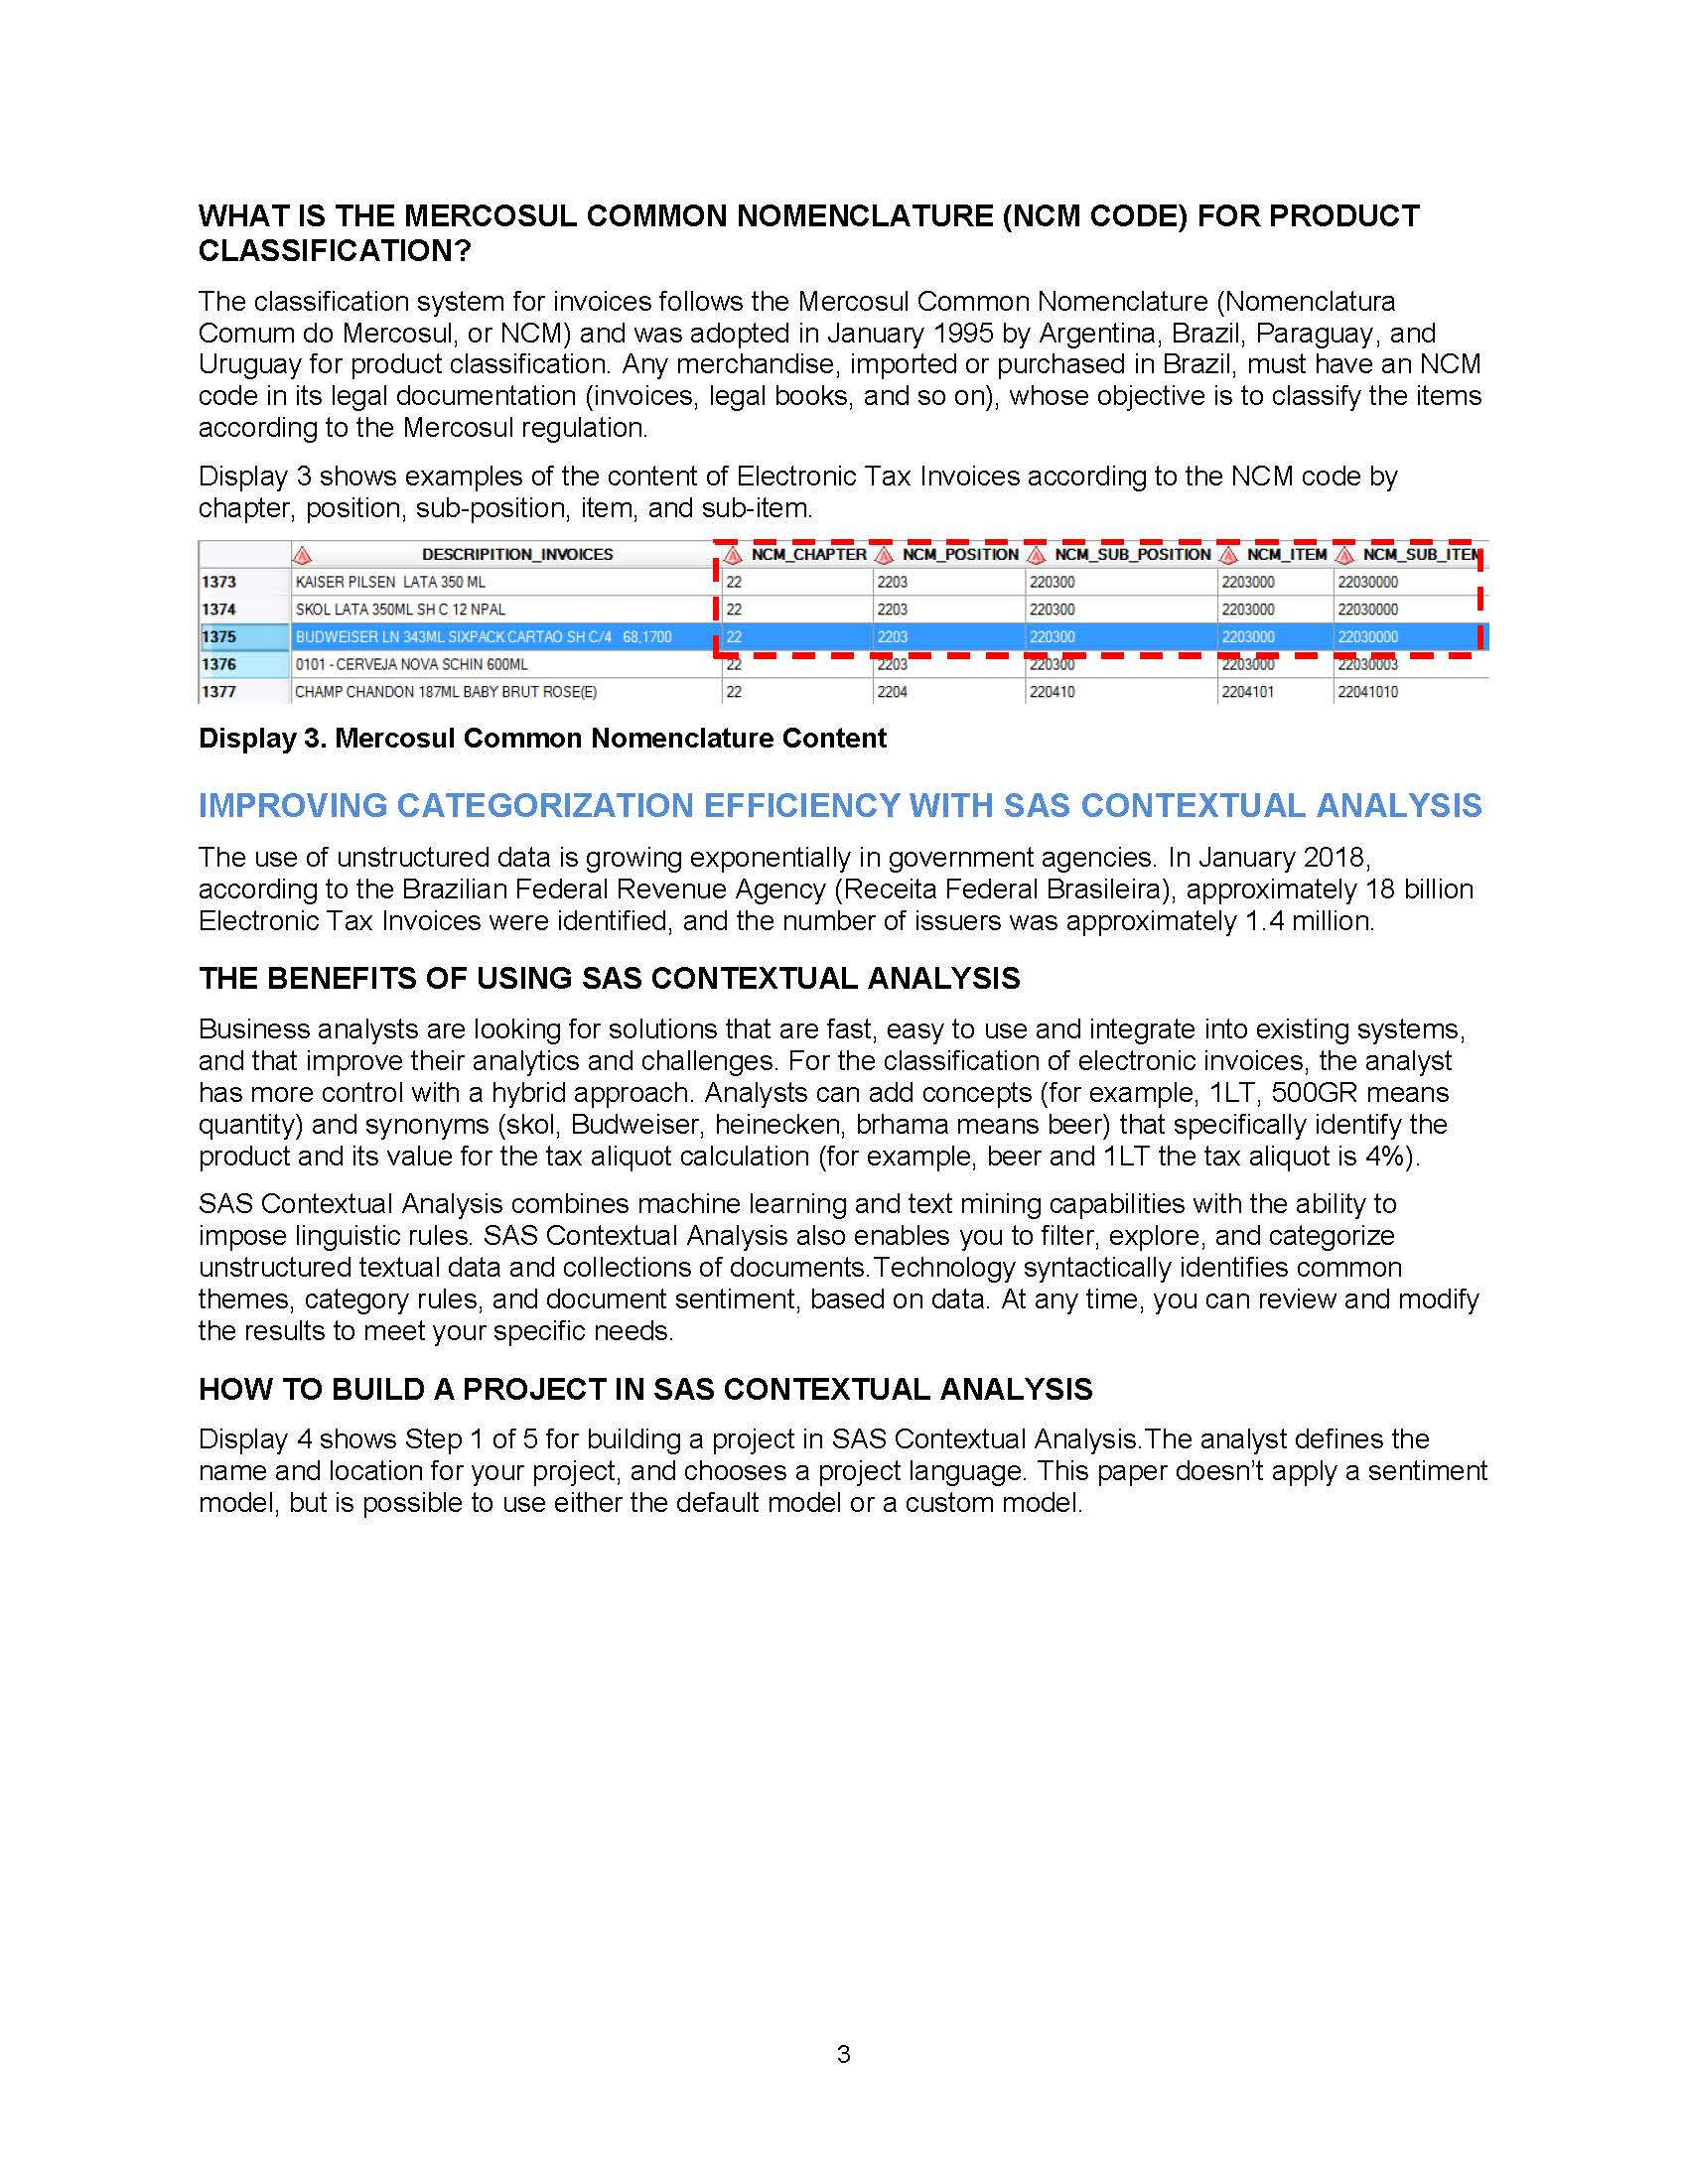 WHAT IS THE MERCOSUL COMMON NOMENCLATURE (NCM CODE) FOR PRODUCT
CLASSIFICATION?
The classification system for invoices follows the Mercosul Common Nomenclature (Nomenclatura
Comum do Mercosul, or NCM) and was adopted in January 1995 by Argentina, Brazil, Paraguay, and
Uruguay for product classification. Any merchandise, imported or purchased in Brazil, must have an NCM
code in its legal documentation (invoices, legal books, and so on), whose objective is to classify the items
according to the Mercosul regulation.
Display 3 shows examples of the content of Electronic Tax Invoices according to the NCM code by
chapter, position, sub-position, item, and sub-item.
DESCRIPITION_INVOICES NCM_CHAPTER NCM_POSITION NCM_SUB_POSITION NCM_ITEM NCM_SUB_ITEM
1373 KAISER PILSEN LATA 350 ML 22 2203 220300 2203000 22030000
1374 SKOL LATA 350ML SH C 12 NPAL 22 2203 220300 2203000 22030000
1375 BUDWEISER LN 343ML SIXPACK CARTAO SH C/4 68,1700 22 2203 220300 2203000 22030000
1376 0101 - CERVEJA NOVA SCHIN 600ML 22 2203 220300 2203000 22030003
1377 CHAMP CHANDON 187ML BABY BRUT ROSE(E) 22 2204 220410 2204101 22041010
Display 3. Mercosul Common Nomenclature Content
IMPROVING CATEGORIZATION EFFICIENCY WITH SAS CONTEXTUAL ANALYSIS
The use of unstructured data is growing exponentially in government agencies. In January 2018,
according to the Brazilian Federal Revenue Agency (Receita Federal Brasileira), approximately 18 billion
Electronic Tax Invoices were identified, and the number of issuers was approximately 1.4 million.
THE BENEFITS OF USING SAS CONTEXTUAL ANALYSIS
Business analysts are looking for solutions that are fast, easy to use and integrate into existing systems,
and that improve their analytics and challenges. For the classification of electronic invoices, the analyst
has more control with a hybrid approach. Analysts can add concepts (for example, 1LT, 500GR means
quantity) and synonyms (skol, Budweiser, heinecken, brhama means beer) that specifically identify the
product and its value for the tax aliquot calculation (for example, beer and 1LT the tax aliquot is 4%).
SAS Contextual Analysis combines machine learning and text mining capabilities with the ability to
impose linguistic rules. SAS Contextual Analysis also enables you to filter, explore, and categorize
unstructured textual data and collections of documents.Technology syntactically identifies common
themes, category rules, and document sentiment, based on data. At any time, you can review and modify
the results to meet your specific needs.
HOW TO BUILD A PROJECT IN SAS CONTEXTUAL ANALYSIS
Display 4 shows Step 1 of 5 for building a project in SAS Contextual Analysis.The analyst defines the
name and location for your project, and chooses a project language. This paper doesn't apply a sentiment
model, but is possible to use either the default model or a custom model.
3